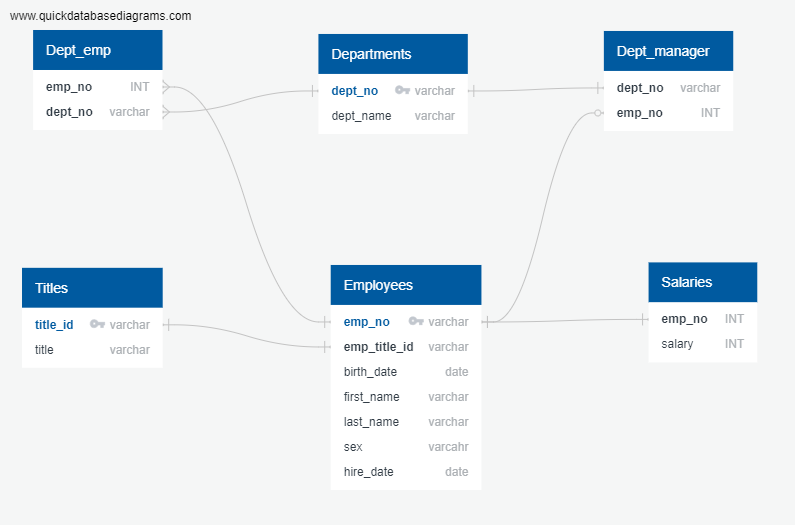 www.quickdatabasediagrams.com
Dept_emp
emp_no INT
dept_no varchar
Departments
dept_no varchar
dept_name varchar
Dept_manager
dept_no varchar
emp_no INT
Titles
title_id varchar
title varchar
Employees
emp_no varchar
emp_title_id varchar
birth_date date
first_name varchar
last_name varchar
sex varcahr
hire_date date
Salaries
emp_no INT
salary INT